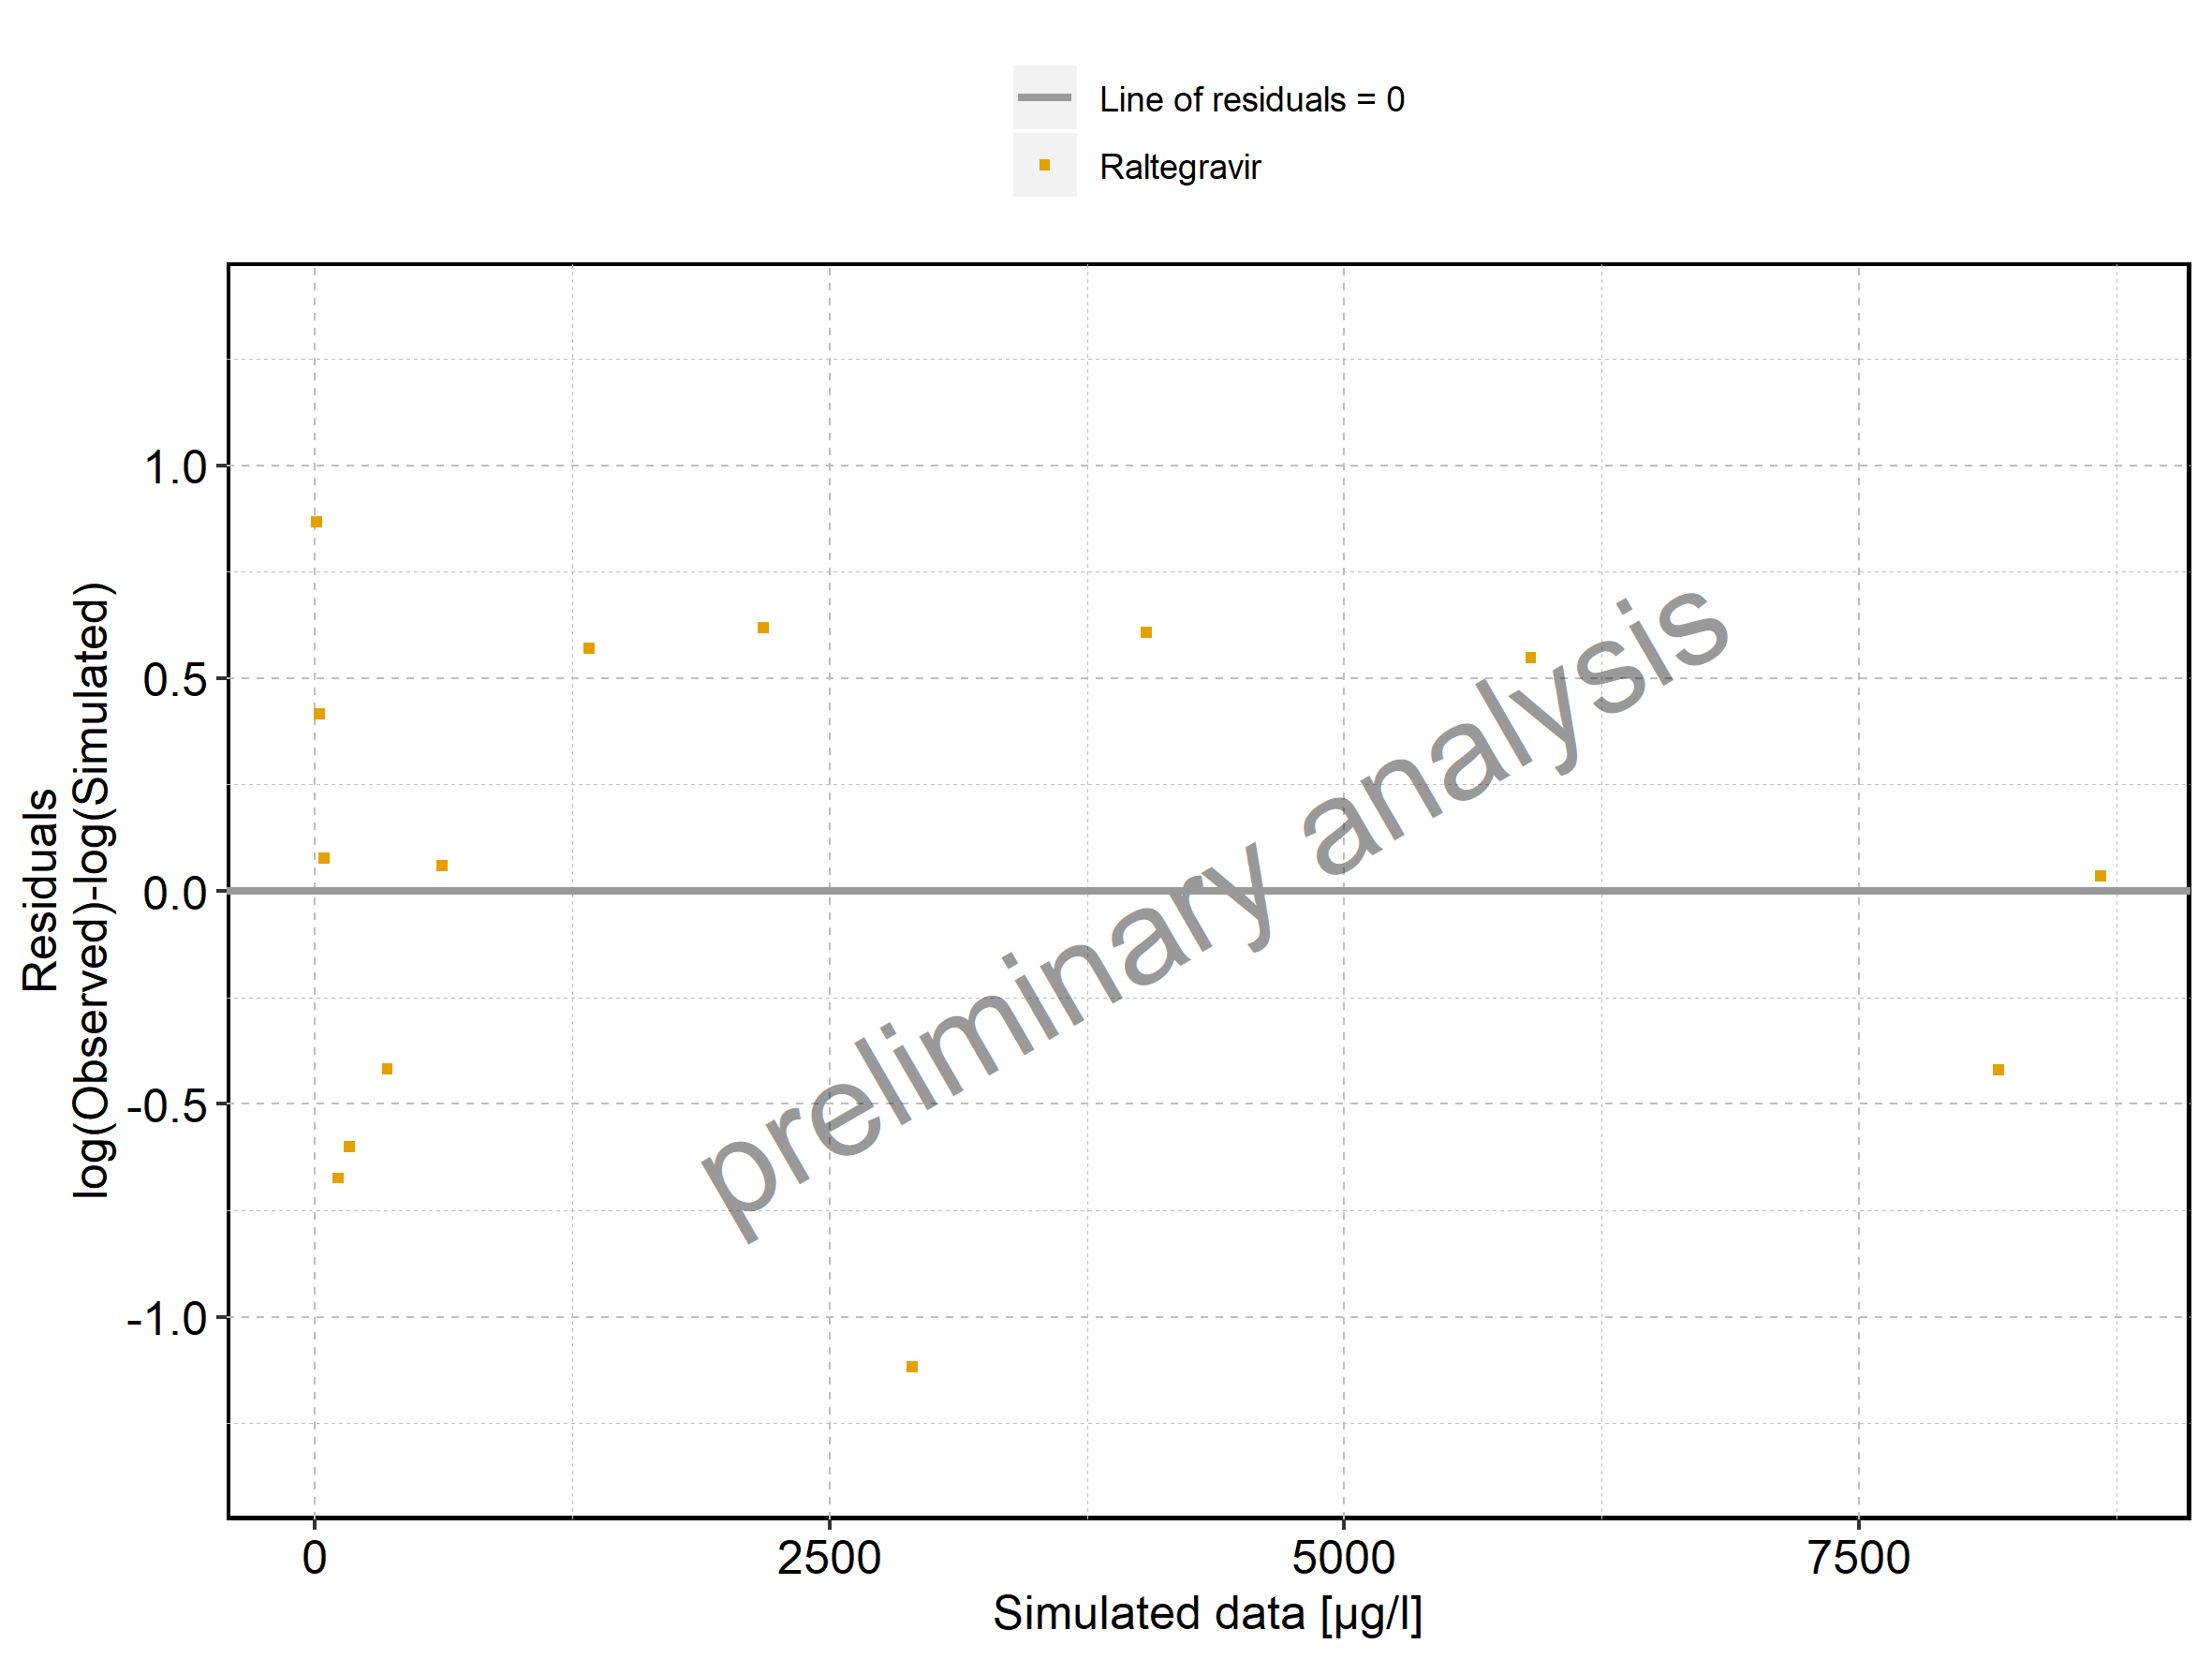 Line of residuals = 0
Raltegravir
Residuals
log(Observed)-log(Simulated)
1.0
0.5
0.0
-0.5
-1.0
preliminary analysis
0 2500 5000 7500
Simulated data [µg/l]